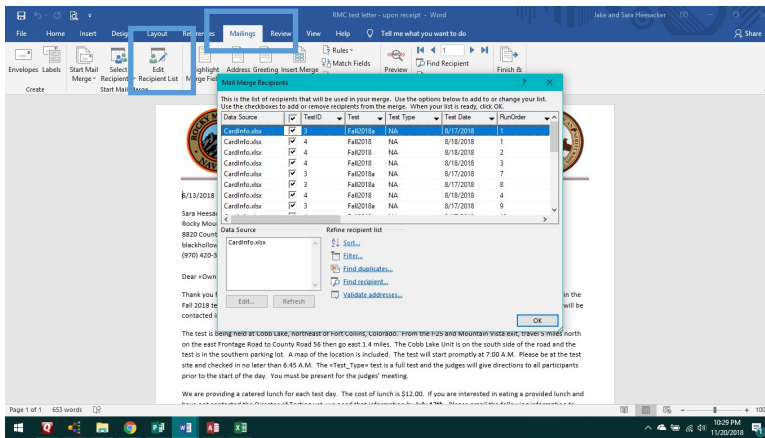 RMC test letter - upon receipt - Word
Jake and Sara Heesacker
File Home Insert Design Layout References Mailings Review View Help Tell me what you want to do Share
Envelopes Labels Start Mail Merge Select Recipients Edit Recipient List Highlight Merge Fields Address Greeting Insert Merge Rules Match Fields Preview 1 Find Recipient Finish &
Create Start Mail Merge
Mail Merge Recipients ? ×
This is the list of recipients that will be used in your merge. Use the options below to add to or change your list.
Use the checkboxes to add or remove recipients from the merge. When your list is ready, click OK.
Data Source TestID Test Test Type Test Date RunOrder
CardInfo.xlsx 3 Fall2018a NA 8/17/2018 1
CardInfo.xlsx 4 Fall2018 NA 8/18/2018 1
CardInfo.xlsx 4 Fall2018 NA 8/18/2018 2
CardInfo.xlsx 4 Fall2018 NA 8/18/2018 3
CardInfo.xlsx 3 Fall2018a NA 8/17/2018 7
CardInfo.xlsx 3 Fall2018a NA 8/17/2018 8
CardInfo.xlsx 4 Fall2018 NA 8/18/2018 4
CardInfo.xlsx 3 Fall2018a NA 8/17/2018 9
Data Source
CardInfo.xlsx
Edit... Refresh
Refine recipient list
Sort...
Filter...
Find duplicates...
Find recipient...
Validate addresses...
OK
6/13/2018
Sara Heesa
Rocky Mou
8820 Count
blackhollow
(970) 420-3
Dear «Own
Thank you f in the
Fall 2018 te will be
contacted i
The test is being held at Cobb Lake, northeast of Fort Collins, Colorado. From the I-25 and Mountain Vista exit, travel 5 miles north
on the east Frontage Road to County Road 56 then go east 1.4 miles. The Cobb Lake Unit is on the south side of the road and the
test is in the southern parking lot. A map of the location is included. The test will start promptly at 7:00 A.M. Please be at the test
site and checked in no later than 6:45 A.M. The «Test_Type» test is a full test and the judges will give directions to all participants
prior to the start of the day. You must be present for the judges' meeting.
We are providing a catered lunch for each test day. The cost of lunch is $12.00. If you are interested in eating a provided lunch and
Page 1 of 1 653 words
100
10:29 PM
11/20/2018